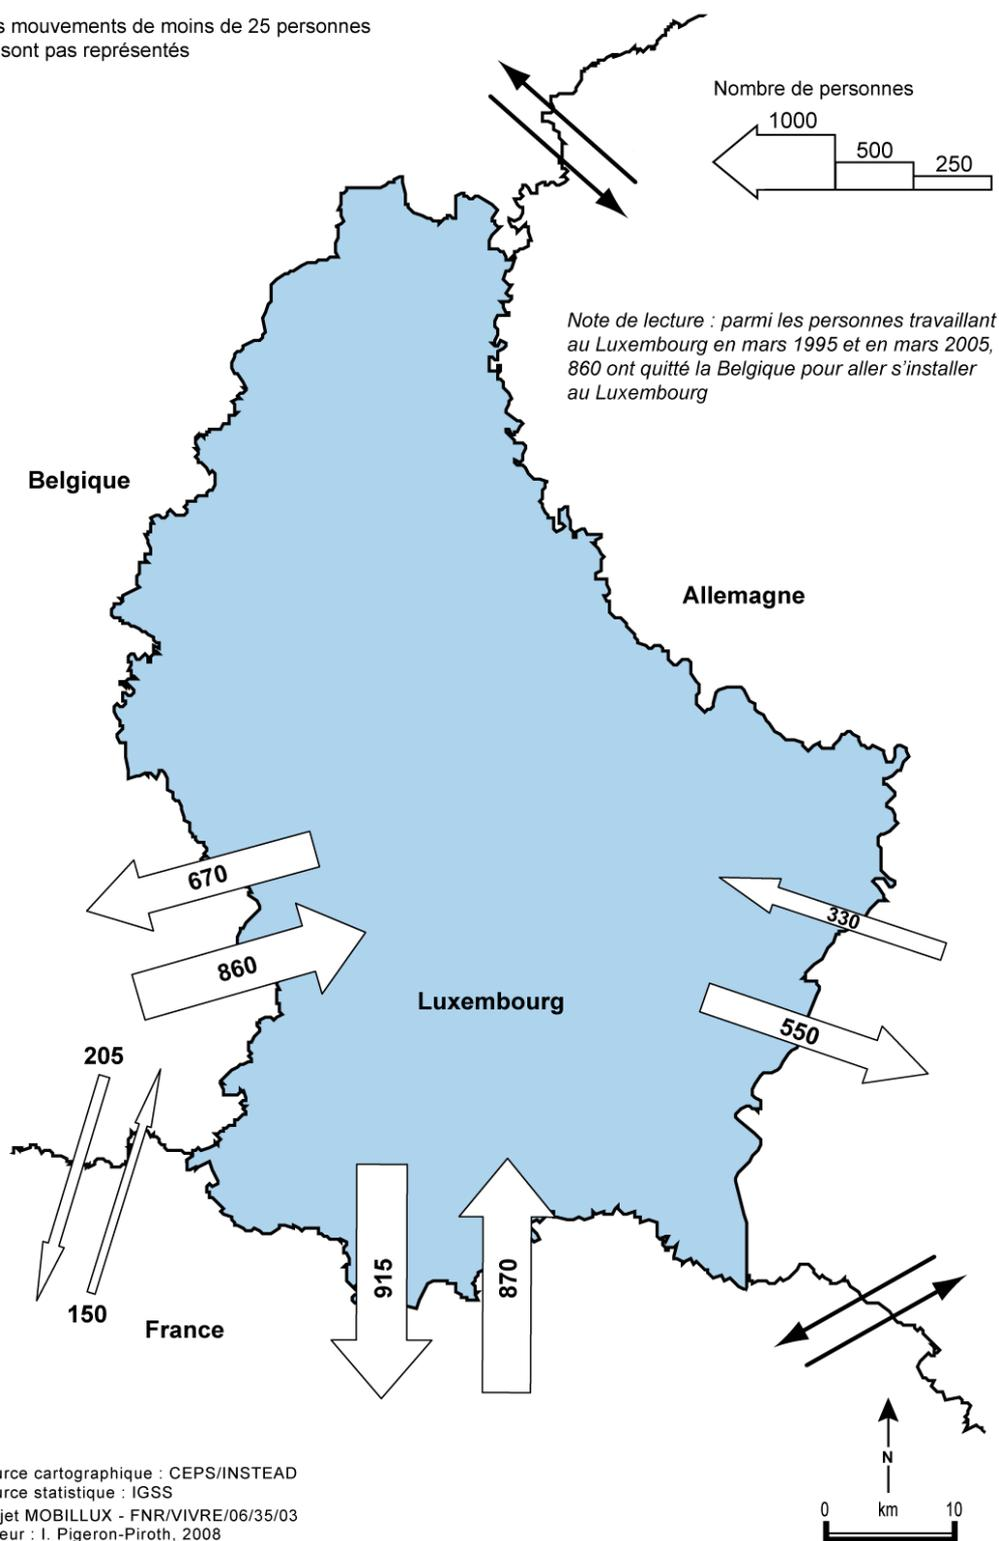 s mouvements de moins de 25 personnes
sont pas représentés
Nombre de personnes
1000
500
250
Note de lecture : parmi les personnes travaillant
au Luxembourg en mars 1995 et en mars 2005,
860 ont quitté la Belgique pour aller s'installer
au Luxembourg
Belgique
Allemagne
670
330
860
Luxembourg
550
205
915
870
150
France
N
0 km 10
urce cartographique : CEPS/INSTEAD
urce statistique : IGSS
jet MOBILLUX - FNR/VIVRE/06/35/03
eur : I. Pigeron-Piroth, 2008